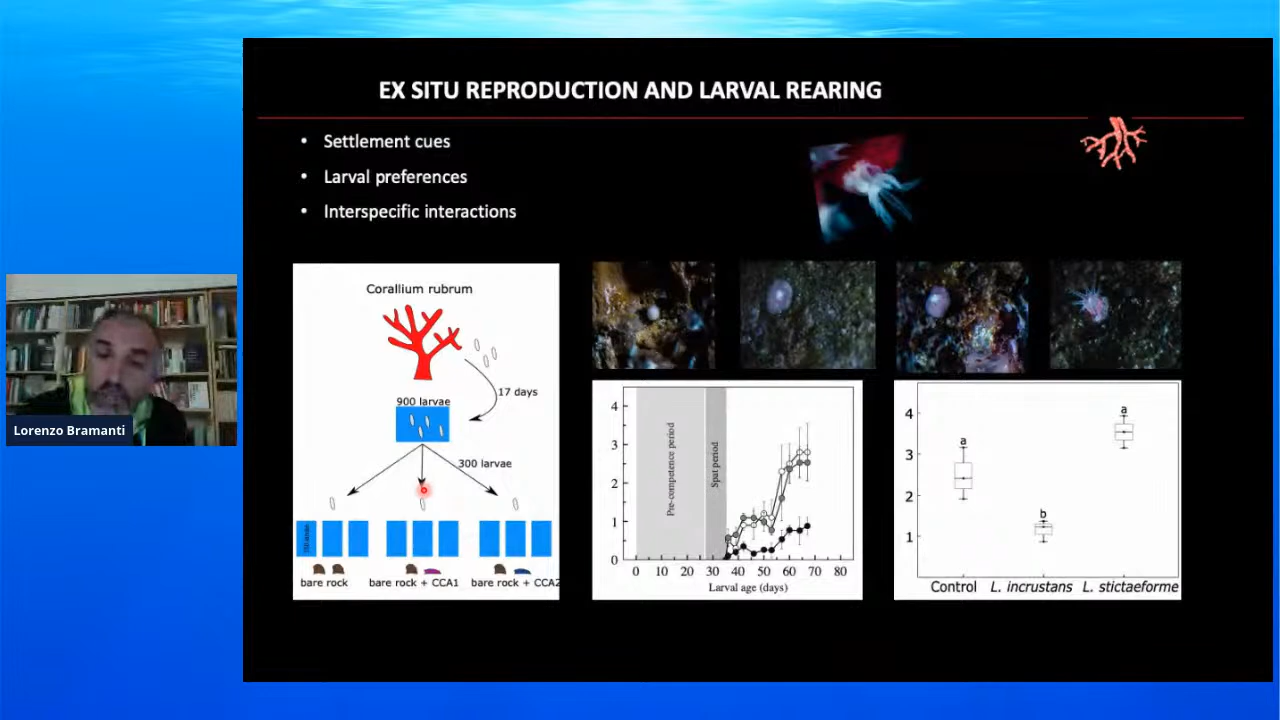 EX SITU REPRODUCTION AND LARVAL REARING
• Settlement cues
• Larval preferences
• Interspecific interactions
Corallium rubrum
17 days
900 larvae
300 larvae
bare rock
bare rock + CCA1
bare rock + CCA2
Pre-competence period
Spat period
4
3
2
1
0
0 10 20 30 40 50 60 70 80
Larval age (days)
4
3
2
1
a
b
a
Control L. incrustans L. stictaeforme
Lorenzo Bramanti